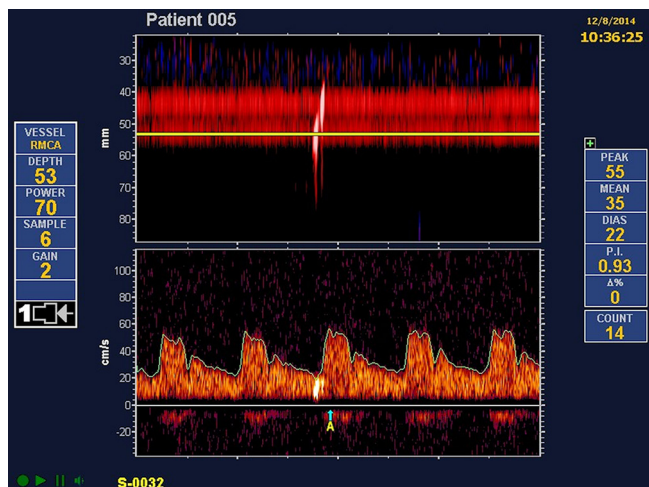 Patient 005
12/8/2014
10:36:25
30
40
50
60
70
80
mm
VESSEL
RMCA
DEPTH
53
POWER
70
SAMPLE
6
GAIN
2
1
PEAK
55
MEAN
35
DIAS
22
P.I.
0.93
Δ%
0
COUNT
14
100
80
60
40
20
0
-20
cm/s
A
S-0032